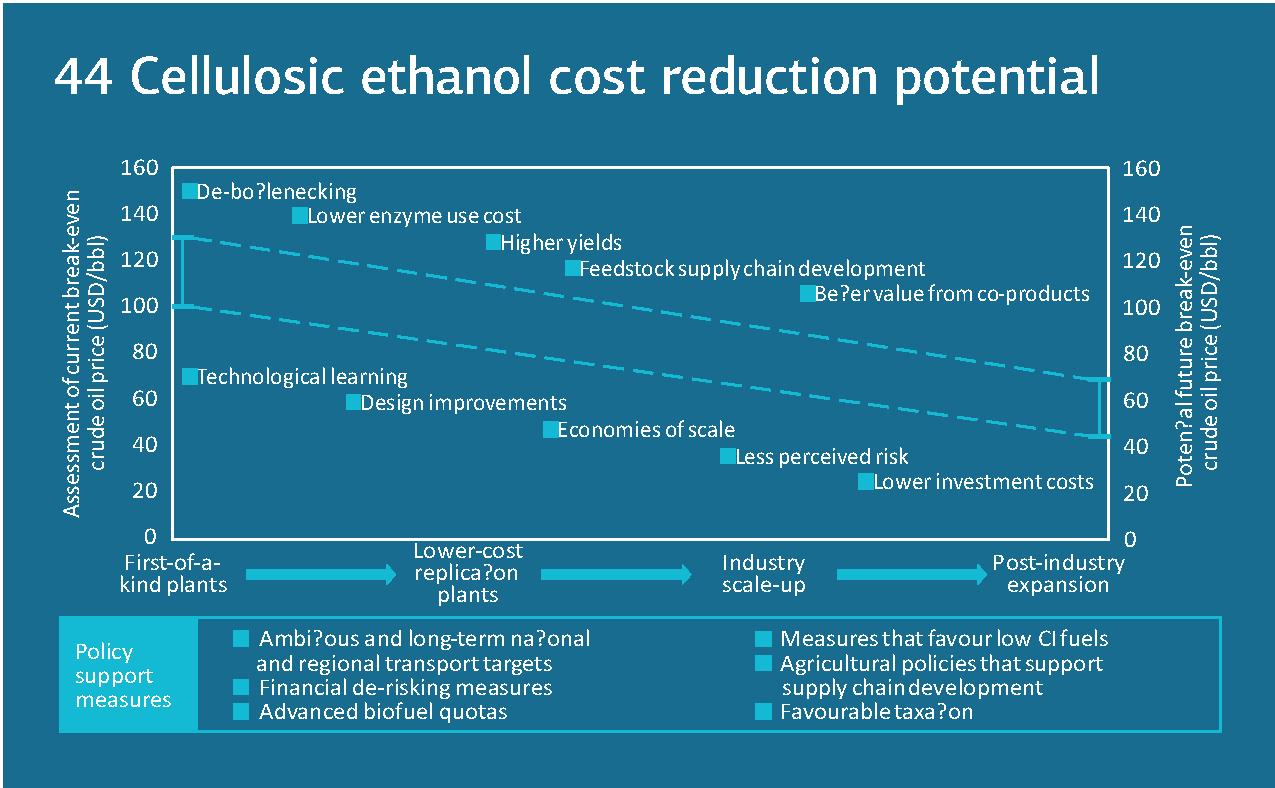 44 Cellulosic ethanol cost reduction potential
Assessment of current break-even
crude oil price (USD/bbl)
160
140
120
100
80
60
40
20
0
De-bo?lenecking
Lower enzyme use cost
Higher yields
Feedstock supply chain development
Be?er value from co-products
Technological learning
Design improvements
Economies of scale
Less perceived risk
Lower investment costs
160
140
120
100
80
60
40
20
0
Poten?al future break-even
crude oil price (USD/bbl)
First-of-a-
kind plants
Lower-cost
replica?on
plants
Industry
scale-up
Post-industry
expansion
Policy
support
measures
Ambi?ous and long-term na?onal
and regional transport targets
Financial de-risking measures
Advanced biofuel quotas
Measures that favour low CI fuels
Agricultural policies that support
supply chain development
Favourable taxa?on